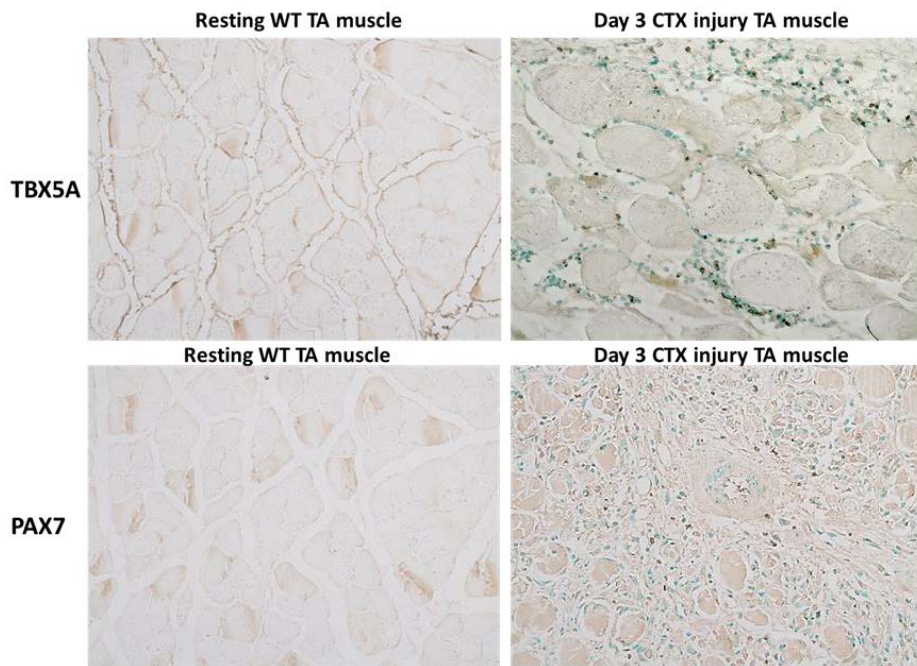 Resting WT TA muscle
Day 3 CTX injury TA muscle
TBX5A
Resting WT TA muscle
Day 3 CTX injury TA muscle
PAX7